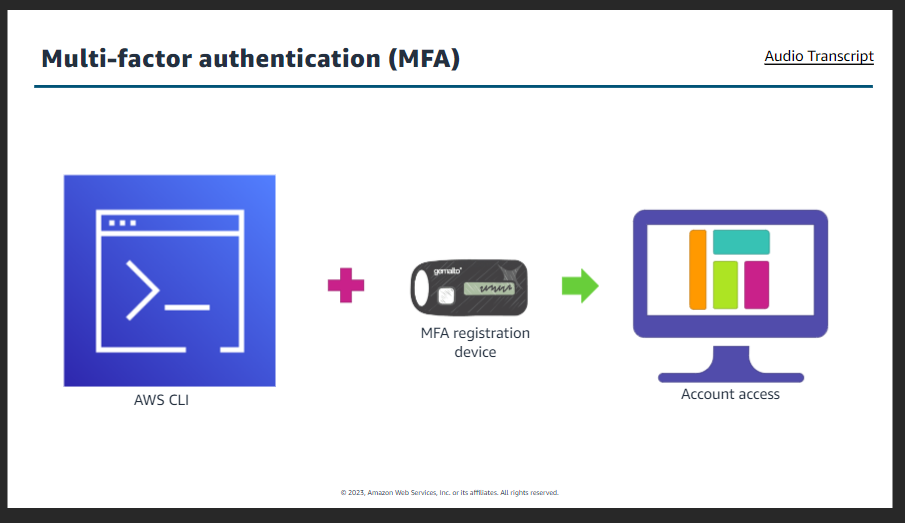 Multi-factor authentication (MFA)
Audio Transcript
gemalto
MFA registration
device
AWS CLI
Account access
© 2023, Amazon Web Services, Inc. or its affiliates. All rights reserved.